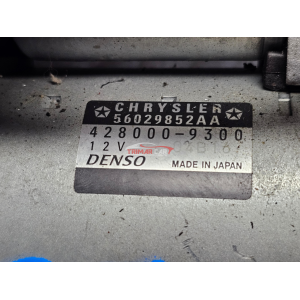 CHRYSLER
56029852AA
428000-9300
12V
DENSO MADE IN JAPAN